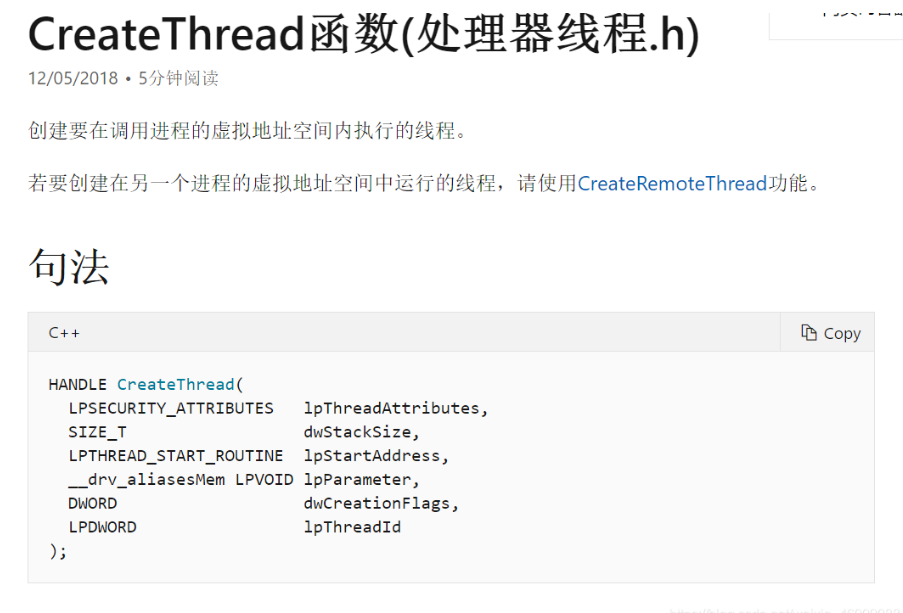 CreateThread函数(处理器线程.h)
12/05/2018 • 5分钟阅读
创建要在调用进程的虚拟地址空间内执行的线程。
若要创建在另一个进程的虚拟地址空间中运行的线程，请使用CreateRemoteThread功能。
句法
C++
Copy
HANDLE CreateThread(
  LPSECURITY_ATTRIBUTES   lpThreadAttributes,
  SIZE_T                  dwStackSize,
  LPTHREAD_START_ROUTINE  lpStartAddress,
  __drv_aliasesMem LPVOID lpParameter,
  DWORD                   dwCreationFlags,
  LPDWORD                 lpThreadId
);